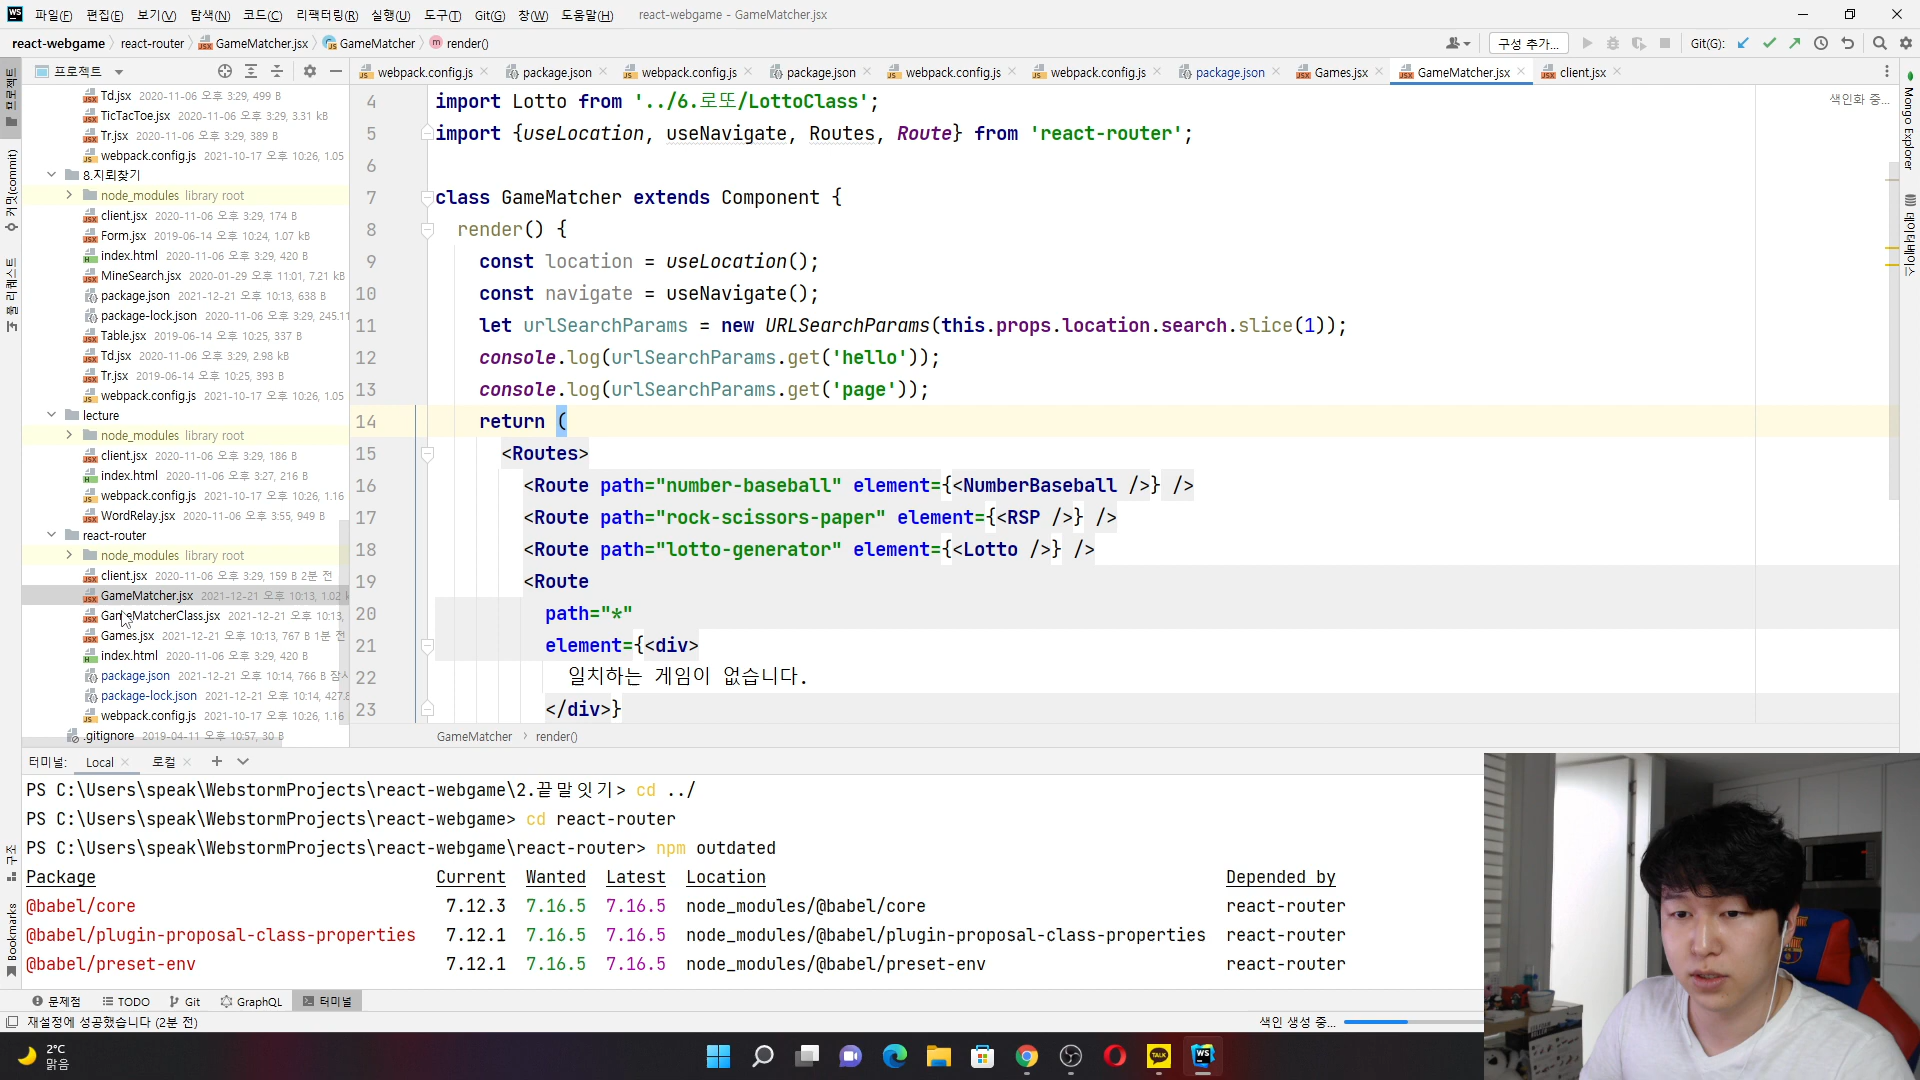 파일(F) 편집(E) 보기(V) 탐색(N) 코드(C) 리팩터링(R) 실행(U) 도구(T) Git(G) 창(W) 도움말(H) react-webgame - GameMatcher.jsx
react-webgame react-router GameMatcher.jsx GameMatcher render() 구성 추가... Git(G):
프로젝트
webpack.config.js package.json webpack.config.js package.json webpack.config.js webpack.config.js package.json Games.jsx GameMatcher.jsx client.jsx
Td.jsx 2020-11-06 오후 3:29, 499 B
TicTacToe.jsx 2020-11-06 오후 3:29, 3.31 kB
Tr.jsx 2020-11-06 오후 3:29, 389 B
webpack.config.js 2021-10-17 오후 10:26, 1.05
8.지뢰찾기
node_modules library root
client.jsx 2020-11-06 오후 3:29, 174 B
Form.jsx 2019-06-14 오후 10:24, 1.07 kB
index.html 2020-11-06 오후 3:29, 420 B
MineSearch.jsx 2020-01-29 오후 11:01, 7.21 kB
package.json 2021-12-21 오후 10:13, 638 B
package-lock.json 2020-11-06 오후 3:29, 245.11
Table.jsx 2019-06-14 오후 10:25, 337 B
Td.jsx 2020-11-06 오후 3:29, 2.98 kB
Tr.jsx 2019-06-14 오후 10:25, 393 B
webpack.config.js 2021-10-17 오후 10:26, 1.05
lecture
node_modules library root
client.jsx 2020-11-06 오후 3:29, 186 B
index.html 2020-11-06 오후 3:27, 216 B
webpack.config.js 2021-10-17 오후 10:26, 1.16
WordRelay.jsx 2020-11-06 오후 3:55, 949 B
react-router
node_modules library root
client.jsx 2020-11-06 오후 3:29, 159 B 2분 전
GameMatcher.jsx 2021-12-21 오후 10:13, 1.02 k
GameMatcherClass.jsx 2021-12-21 오후 10:13,
Games.jsx 2021-12-21 오후 10:13, 767 B 1분 전
index.html 2020-11-06 오후 3:29, 420 B
package.json 2021-12-21 오후 10:14, 766 B 잠시
package-lock.json 2021-12-21 오후 10:14, 427.8
webpack.config.js 2021-10-17 오후 10:26, 1.16
.gitignore 2019-04-11 오후 10:57, 30 B
프로젝트
커밋(commit)
풀 리퀘스트
구조
Bookmarks
색인화 중...
Mongo Explorer
데이터베이스
4 import Lotto from '../6.로또/LottoClass';
5 import {useLocation, useNavigate, Routes, Route} from 'react-router';
6
7 class GameMatcher extends Component {
8 render() {
9 const location = useLocation();
10 const navigate = useNavigate();
11 let urlSearchParams = new URLSearchParams(this.props.location.search.slice(1));
12 console.log(urlSearchParams.get('hello'));
13 console.log(urlSearchParams.get('page'));
14 return (
15 <Routes>
16 <Route path="number-baseball" element={<NumberBaseball />} />
17 <Route path="rock-scissors-paper" element={<RSP />} />
18 <Route path="lotto-generator" element={<Lotto />} />
19 <Route
20 path="*"
21 element={<div>
22 일치하는 게임이 없습니다.
23 </div>}
GameMatcher render()
터미널: Local 로컬
PS C:\Users\speak\WebstormProjects\react-webgame\2.끝말잇기> cd ../
PS C:\Users\speak\WebstormProjects\react-webgame> cd react-router
PS C:\Users\speak\WebstormProjects\react-webgame\react-router> npm outdated
Package Current Wanted Latest Location Depended by
@babel/core 7.12.3 7.16.5 7.16.5 node_modules/@babel/core react-router
@babel/plugin-proposal-class-properties 7.12.1 7.16.5 7.16.5 node_modules/@babel/plugin-proposal-class-properties react-router
@babel/preset-env 7.12.1 7.16.5 7.16.5 node_modules/@babel/preset-env react-router
문제점 TODO Git GraphQL 터미널
재설정에 성공했습니다 (2분 전) 색인 생성 중...
2°C
맑음
TALK
WS